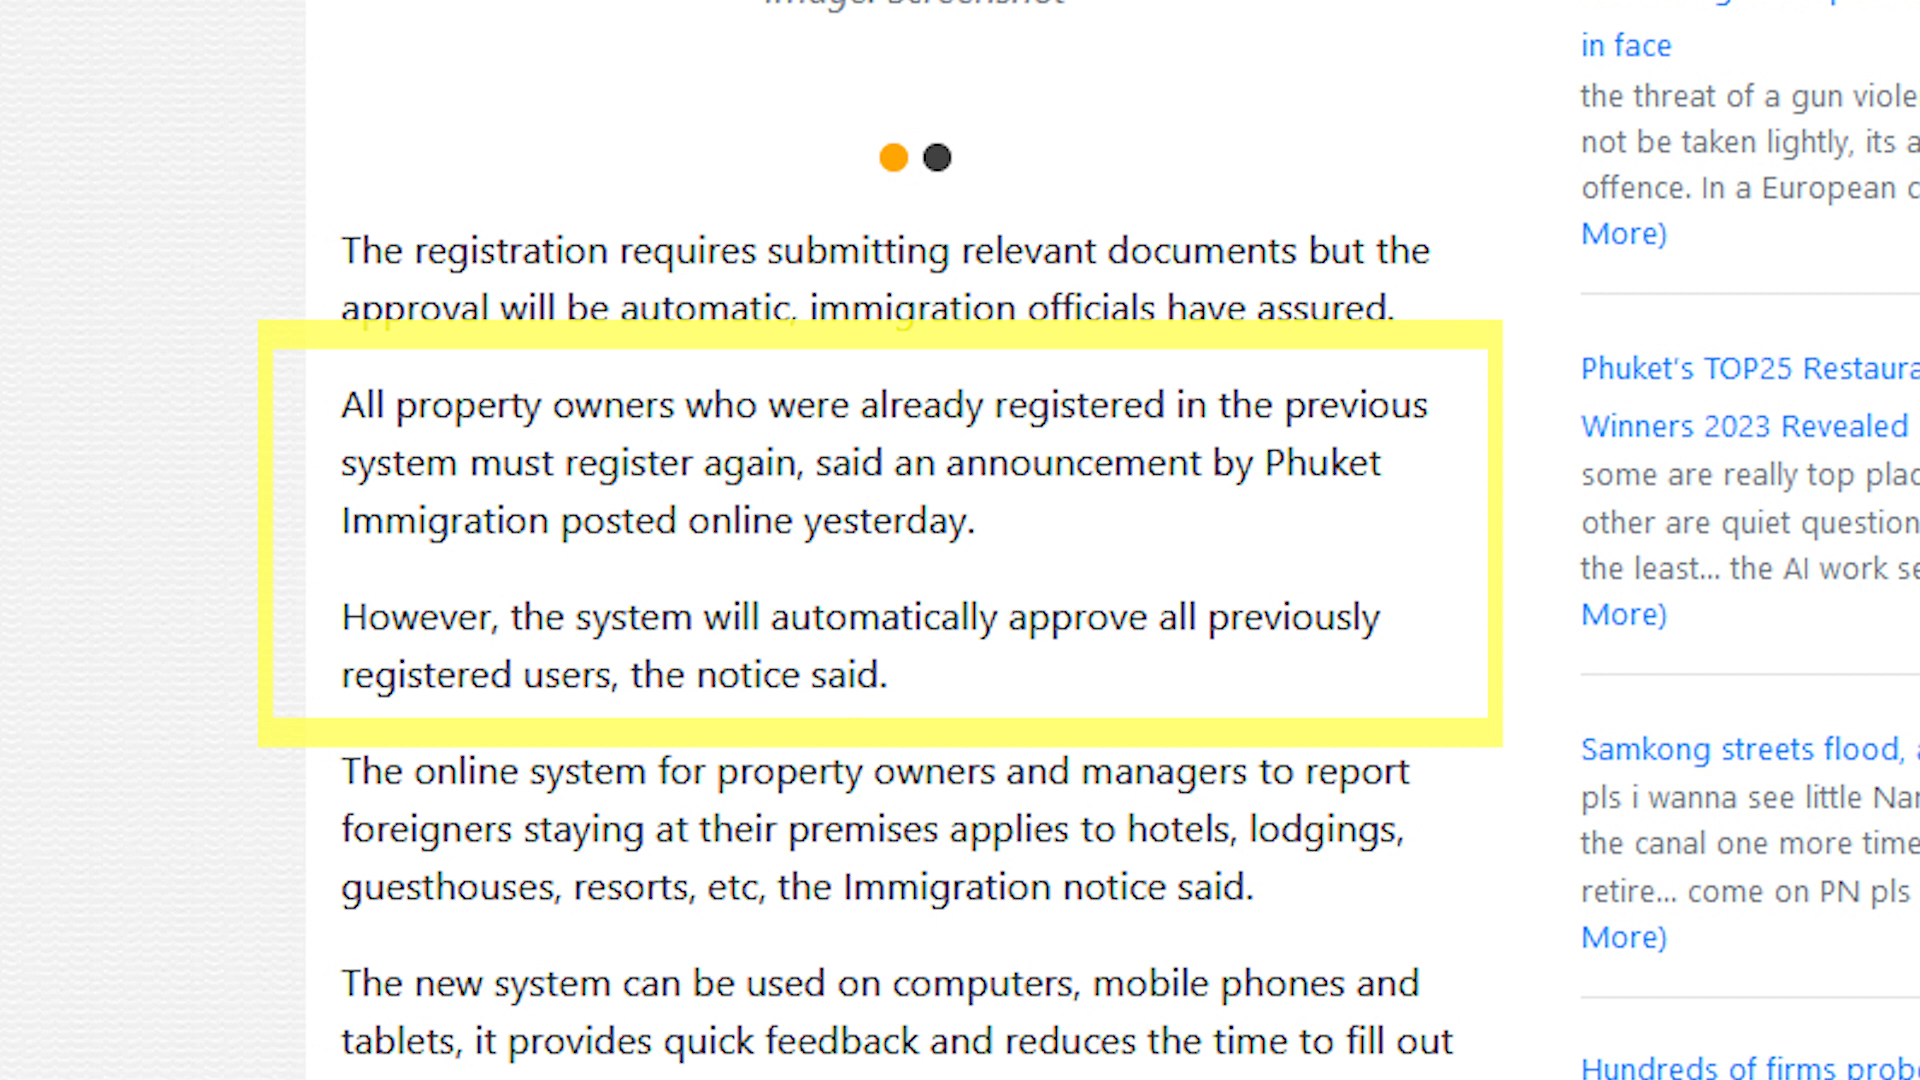 in face
the threat of a gun
not be taken lightly, its
offence. In a European
More)
The registration requires submitting relevant documents but the
approval will be automatic, immigration officials have assured.
All property owners who were already registered in the previous
system must register again, said an announcement by Phuket
Immigration posted online yesterday.
However, the system will automatically approve all previously
registered users, the notice said.
The online system for property owners and managers to report
foreigners staying at their premises applies to hotels, lodgings,
guesthouses, resorts, etc, the Immigration notice said.
The new system can be used on computers, mobile phones and
tablets, it provides quick feedback and reduces the time to fill out
Phuket's TOP25
Winners 2023 Revealed
some are really top
other are quiet
the least... the AI work
More)
Samkong streets flood,
pls i wanna see little
the canal one more time
retire... come on PN pls
More)
Hundreds of firms